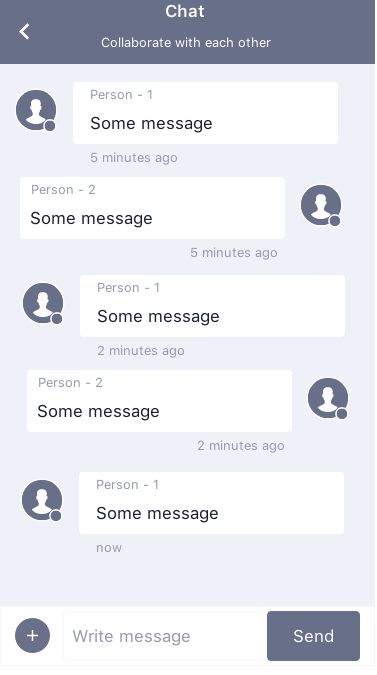 Chat
Collaborate with each other
Person - 1
Some message
5 minutes ago
Person - 2
Some message
5 minutes ago
Person - 1
Some message
2 minutes ago
Person - 2
Some message
2 minutes ago
Person - 1
Some message
now
+ Write message Send